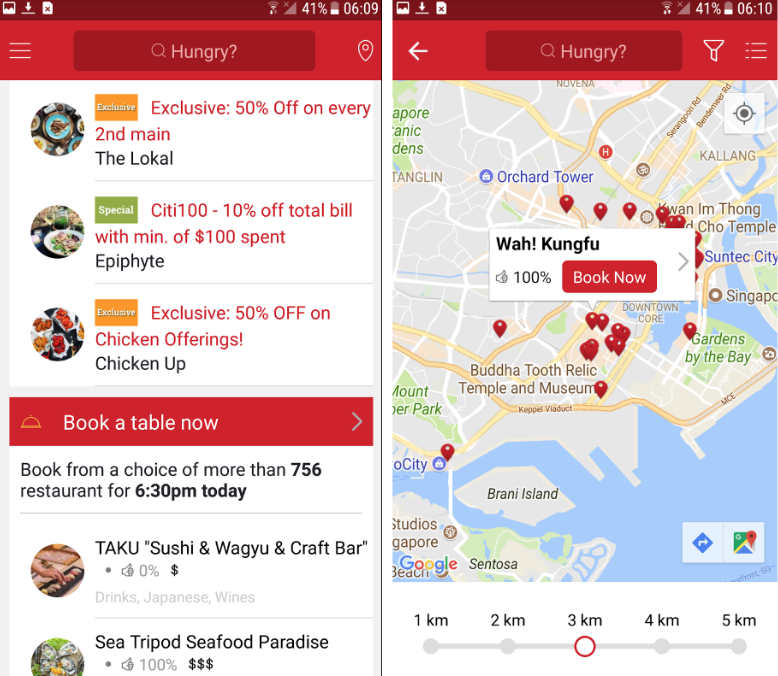 41% 06:09
Hungry?
Exclusive Exclusive: 50% Off on every
2nd main
The Lokal
Special Citi100 - 10% off total bill
with min. of $100 spent
Epiphyte
Exclusive Exclusive: 50% OFF on
Chicken Offerings!
Chicken Up
Book a table now
Book from a choice of more than 756
restaurant for 6:30pm today
TAKU "Sushi & Wagyu & Craft Bar"
• 0% $
Drinks, Japanese, Wines
Sea Tripod Seafood Paradise
• 100% $$$
41% 06:10
Hungry?
NOVENA
Serangoon Rd
Bendemeer Rd
apore
anic
dens
KALLANG
TANGLIN
H
Orchard Tower
Kwan Im Thong
d Cho Temple
Wah! Kungfu
100% Book Now
Suntec City
Singapo
DOWNTOWN
CORE
Gardens
by the Bay
Buddha Tooth Relic
Temple and Museum
Mount
ber Park
Keppel Viaduct
MCE
oCity
Brani Island
Studios
gapore
Google
Beach
Sentosa
1 km 2 km 3 km 4 km 5 km